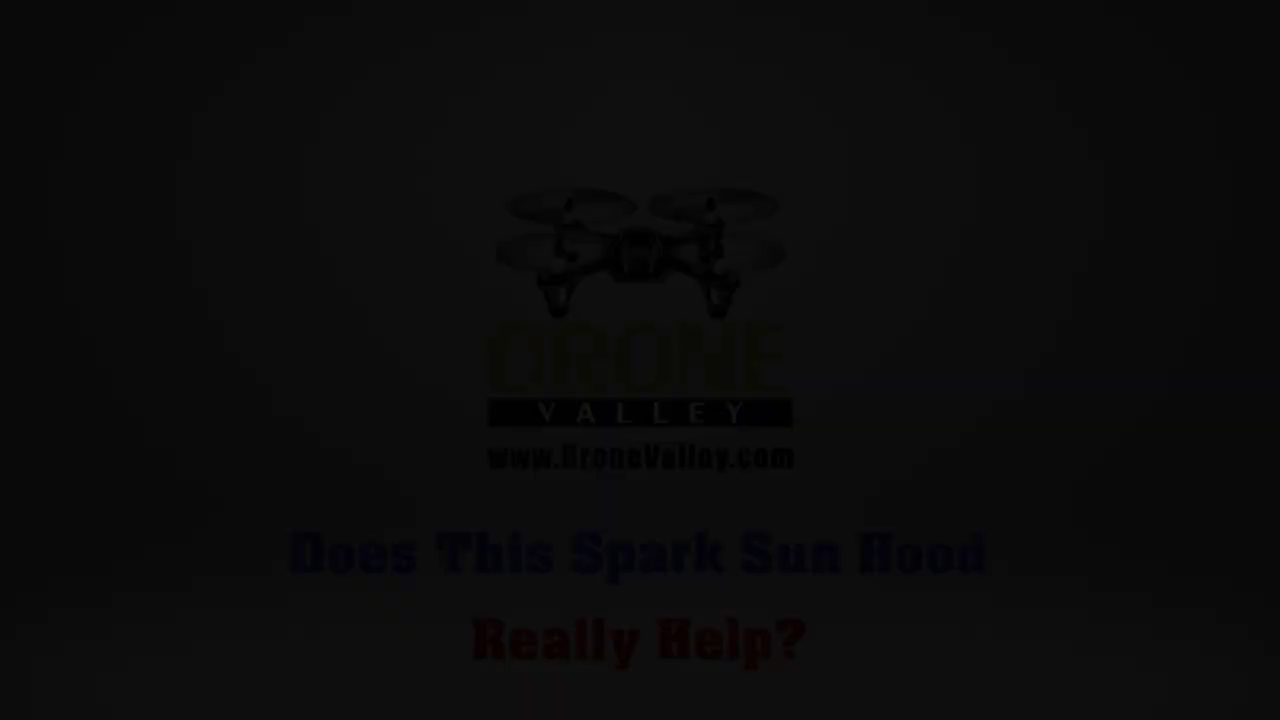 DRONE
VALLEY
www.DroneValley.com
Does This Spark Sun Hood
Really Help?